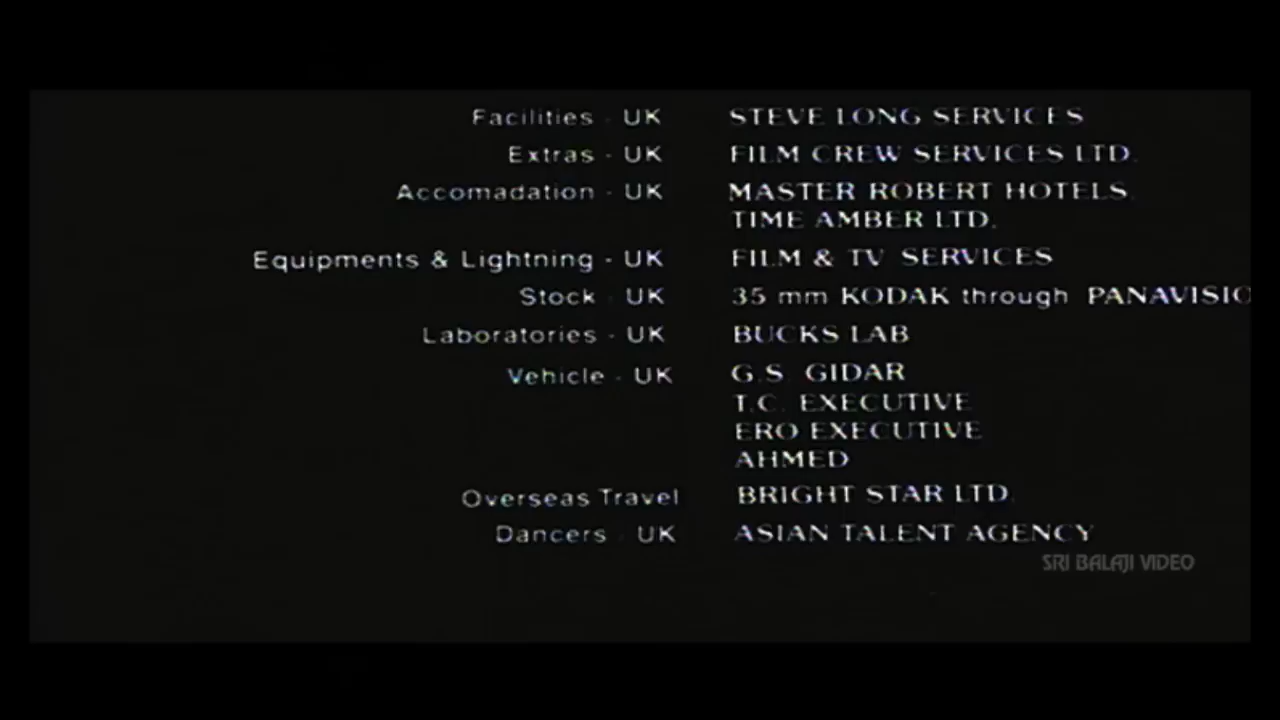 Facilities - UK STEVE LONG SERVICES
Extras - UK FILM CREW SERVICES LTD.
Accomadation - UK MASTER ROBERT HOTELS
TIME AMBER LTD.
Equipments & Lightning - UK FILM & TV SERVICES
Stock UK 35 mm KODAK through PANAVISIO
Laboratories - UK BUCKS LAB
Vehicle - UK G.S. GIDAR
T.C. EXECUTIVE
ERO EXECUTIVE
AHMED
Overseas Travel BRIGHT STAR LTD.
Dancers - UK ASIAN TALENT AGENCY
SRI BALAJI VIDEO